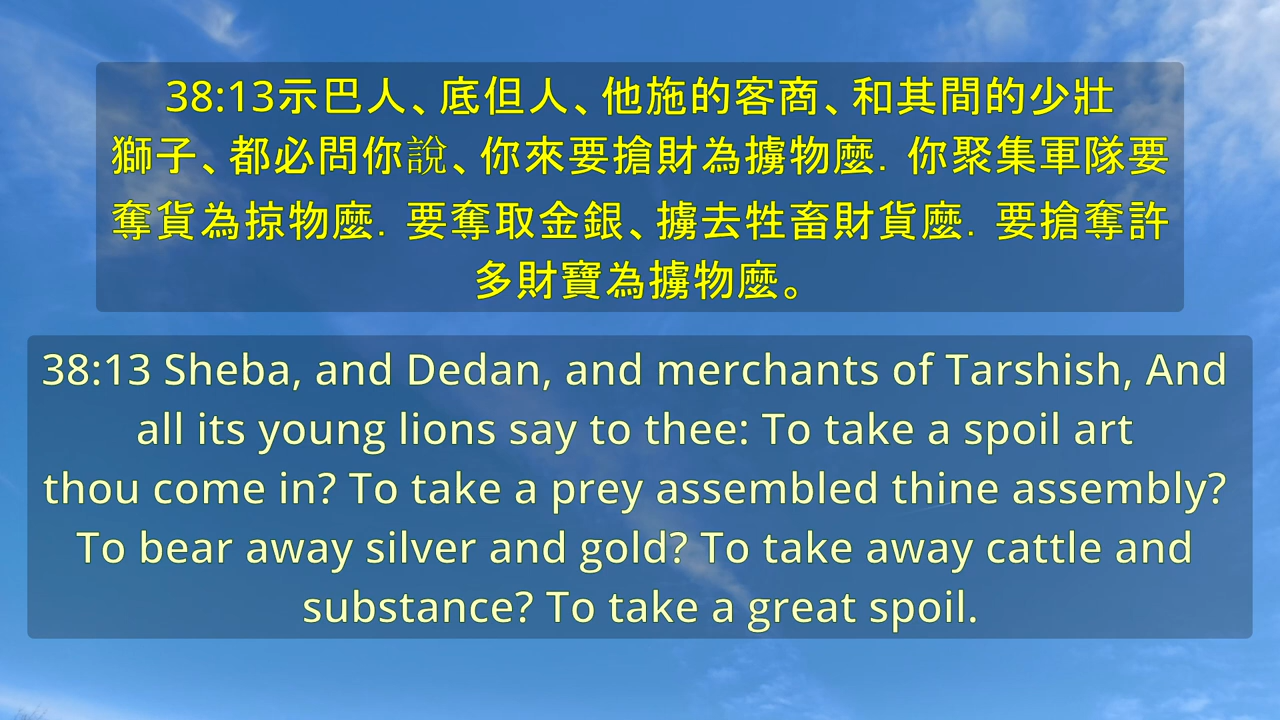 38:13示巴人、底但人、他施的客商、和其間的少壯
獅子、都必問你說、你來要搶財為擄物麼．你聚集軍隊要
奪貨為掠物麼．要奪取金銀、擄去牲畜財貨麼．要搶奪許
多財寶為擄物麼。
38:13 Sheba, and Dedan, and merchants of Tarshish, And
all its young lions say to thee: To take a spoil art
thou come in? To take a prey assembled thine assembly?
To bear away silver and gold? To take away cattle and
substance? To take a great spoil.